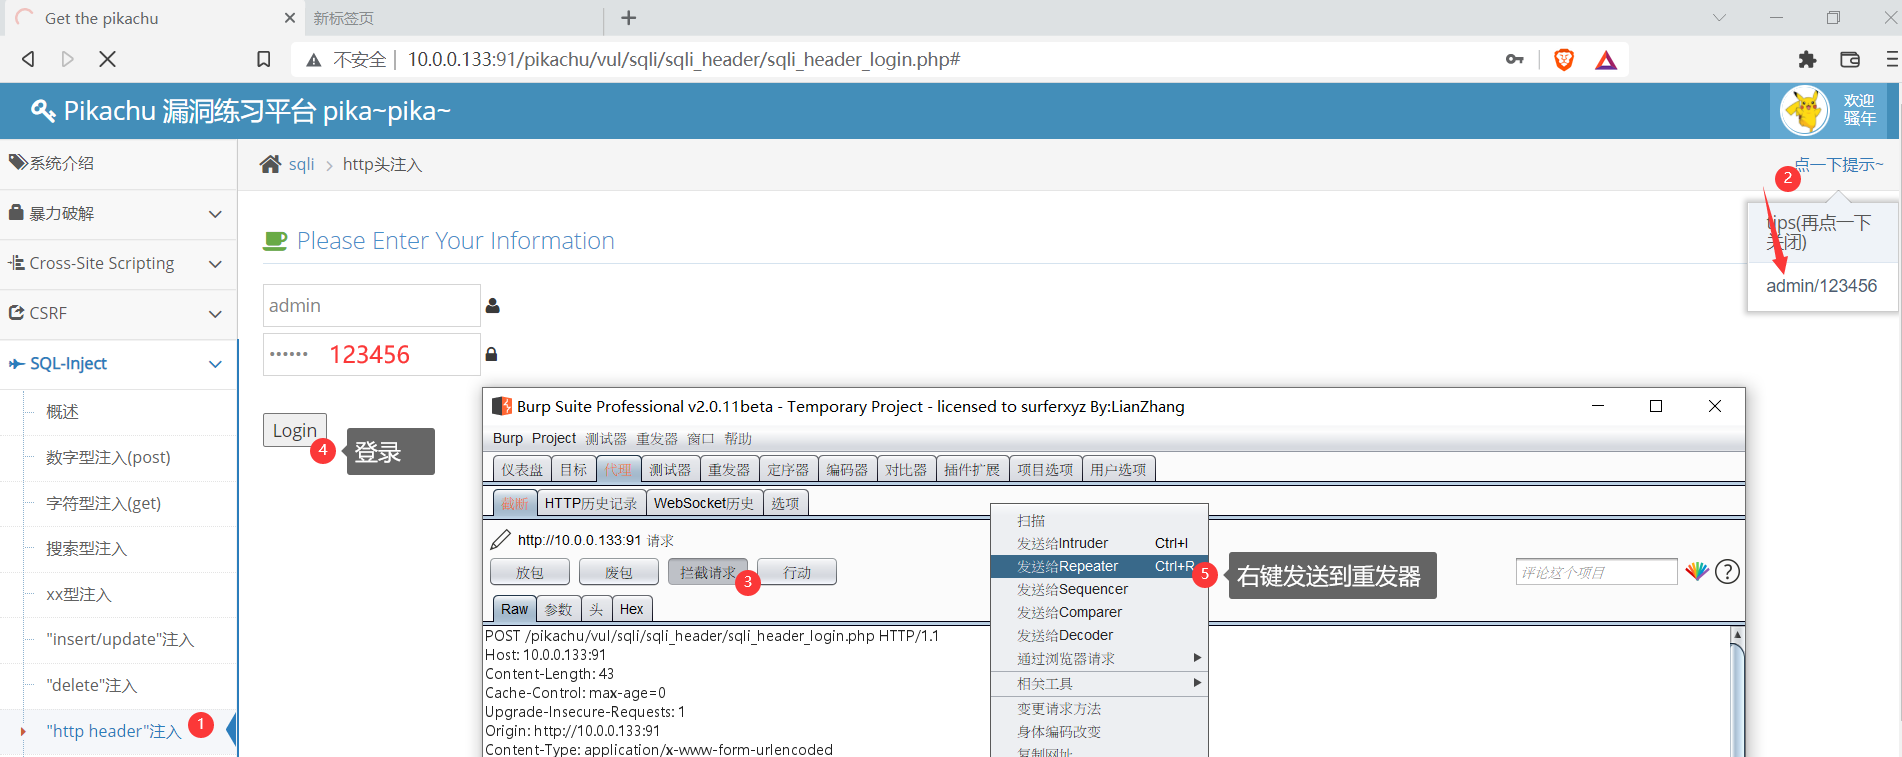 Get the pikachu
新标签页
不安全
10.0.0.133:91/pikachu/vul/sqli/sqli_header/sqli_header_login.php#
Pikachu 漏洞练习平台 pika~pika~
欢迎
骚年
系统介绍
暴力破解
Cross-Site Scripting
CSRF
SQL-Inject
概述
数字型注入(post)
字符型注入(get)
搜索型注入
xx型注入
"insert/update"注入
"delete"注入
"http header"注入
1
sqli > http头注入
点一下提示~
2
tips(再点一下
关闭)
admin/123456
Please Enter Your Information
admin
•••••• 123456
Login
4
登录
Burp Suite Professional v2.0.11beta - Temporary Project - licensed to surferxyz By:LianZhang
Burp Project 测试器 重发器 窗口 帮助
仪表盘 目标 代理 测试器 重发器 定序器 编码器 对比器 插件扩展 项目选项 用户选项
截断 HTTP历史记录 WebSocket历史 选项
http://10.0.0.133:91 请求
放包 废包 拦截请求 行动
3
评论这个项目
?
Raw 参数 头 Hex
POST /pikachu/vul/sqli/sqli_header/sqli_header_login.php HTTP/1.1
Host: 10.0.0.133:91
Content-Length: 43
Cache-Control: max-age=0
Upgrade-Insecure-Requests: 1
Origin: http://10.0.0.133:91
Content-Type: application/x-www-form-urlencoded
扫描
发送给Intruder Ctrl+I
发送给Repeater Ctrl+R
5
右键发送到重发器
发送给Sequencer
发送给Comparer
发送给Decoder
通过浏览器请求
相关工具
变更请求方法
身体编码改变
复制网址